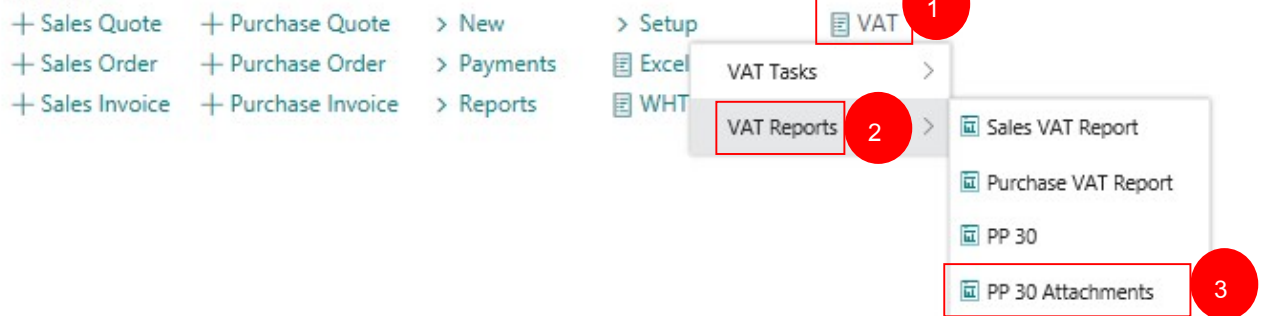 + Sales Quote + Purchase Quote > New > Setup VAT 1
+ Sales Order + Purchase Order > Payments Excel VAT Tasks >
+ Sales Invoice + Purchase Invoice > Reports WHT
VAT Reports 2 > Sales VAT Report
Purchase VAT Report
PP 30
PP 30 Attachments 3